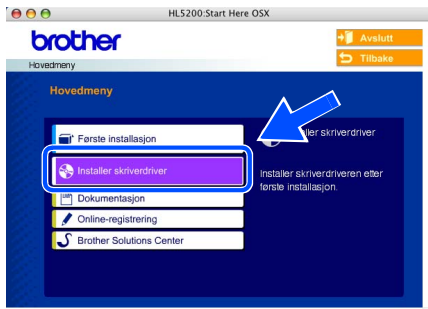 HL5200:Start Here OSX
brother
Avslutt
Tilbake
Hovedmeny
Hovedmeny
Første installasjon
Installer skriverdriver
Dokumentasjon
Online-registrering
Brother Solutions Center
skriverdriver
Installer skriverdriveren etter
første installasjon.